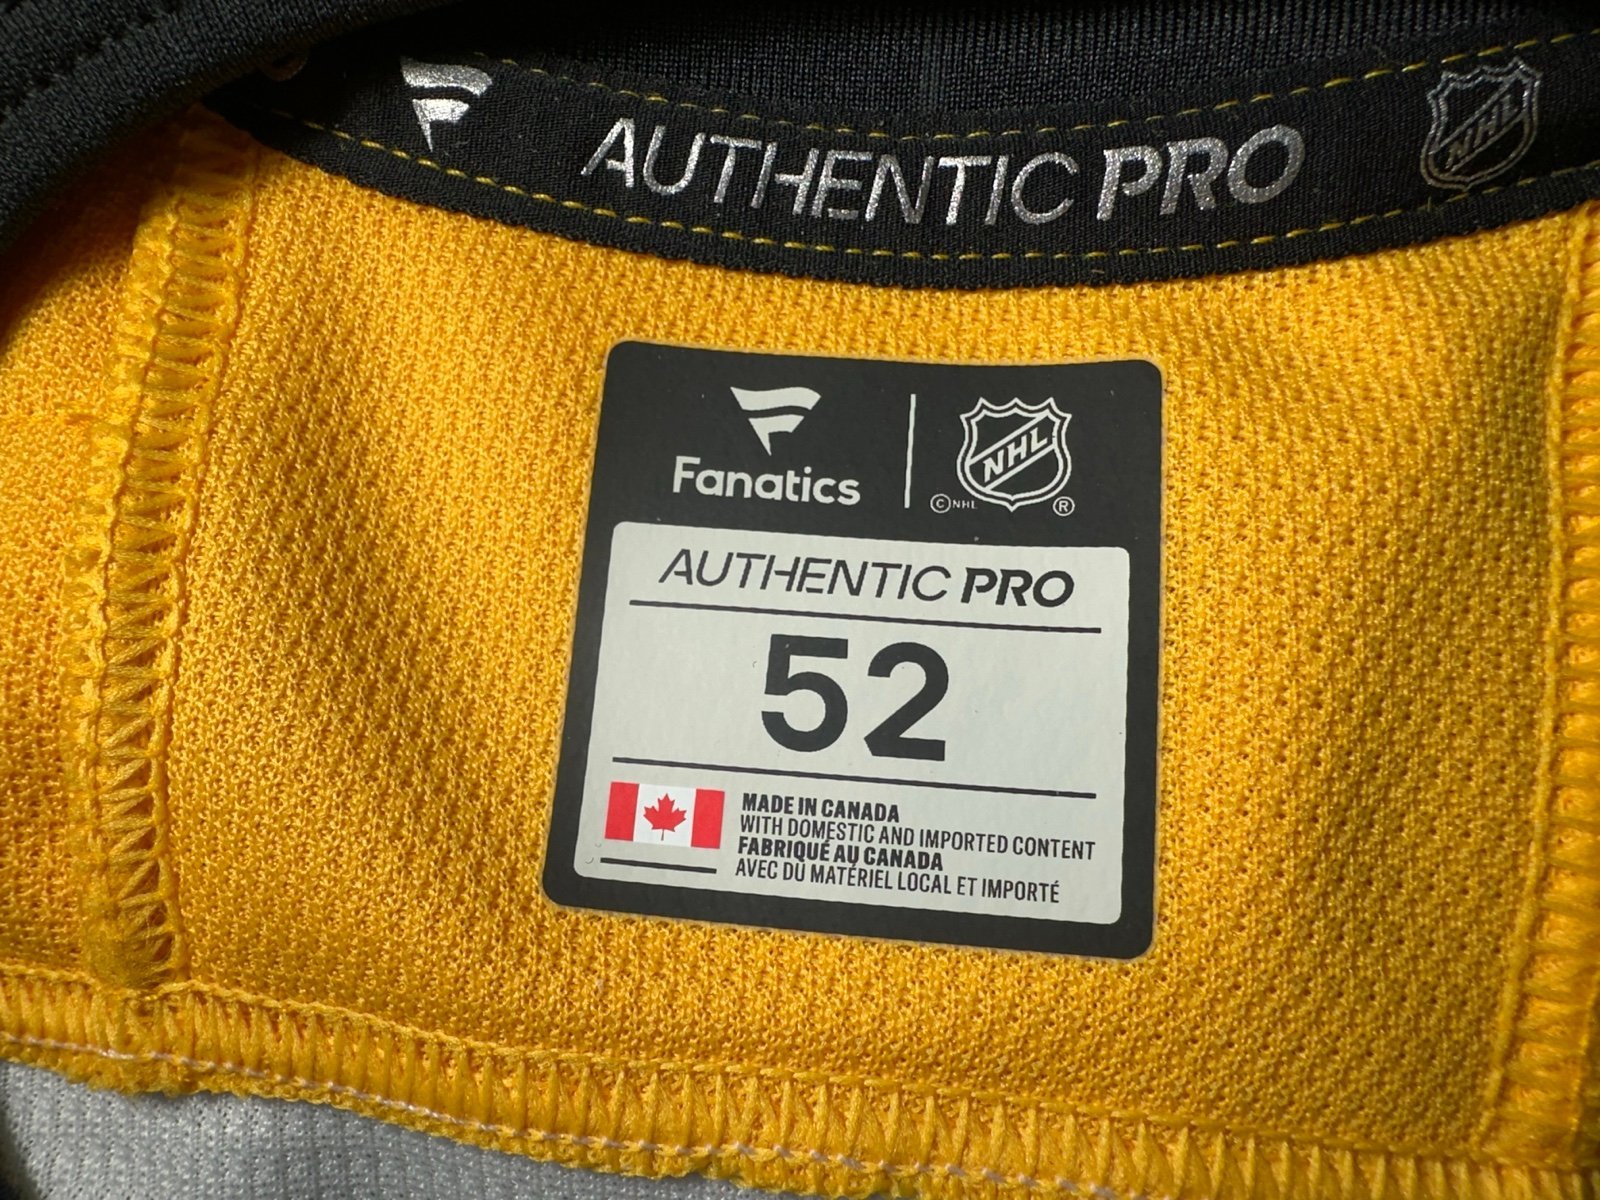 AUTHENTIC PRO
NHL
Fanatics
NHL
© NHL ®
AUTHENTIC PRO
52
MADE IN CANADA
WITH DOMESTIC AND IMPORTED CONTENT
FABRIQUÉ AU CANADA
AVEC DU MATÉRIEL LOCAL ET IMPORTÉ